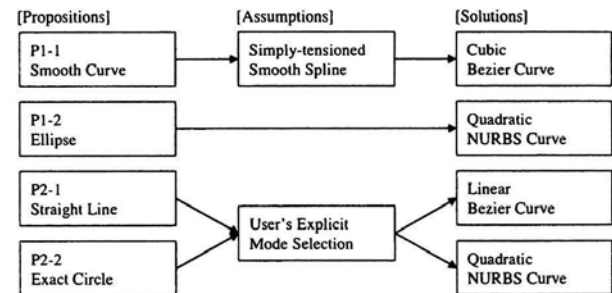 [Propositions] [Assumptions] [Solutions]
P1-1
Smooth Curve
Simply-tensioned
Smooth Spline
Cubic
Bezier Curve
P1-2
Ellipse
Quadratic
NURBS Curve
P2-1
Straight Line
Linear
Bezier Curve
User's Explicit
Mode Selection
P2-2
Exact Circle
Quadratic
NURBS Curve